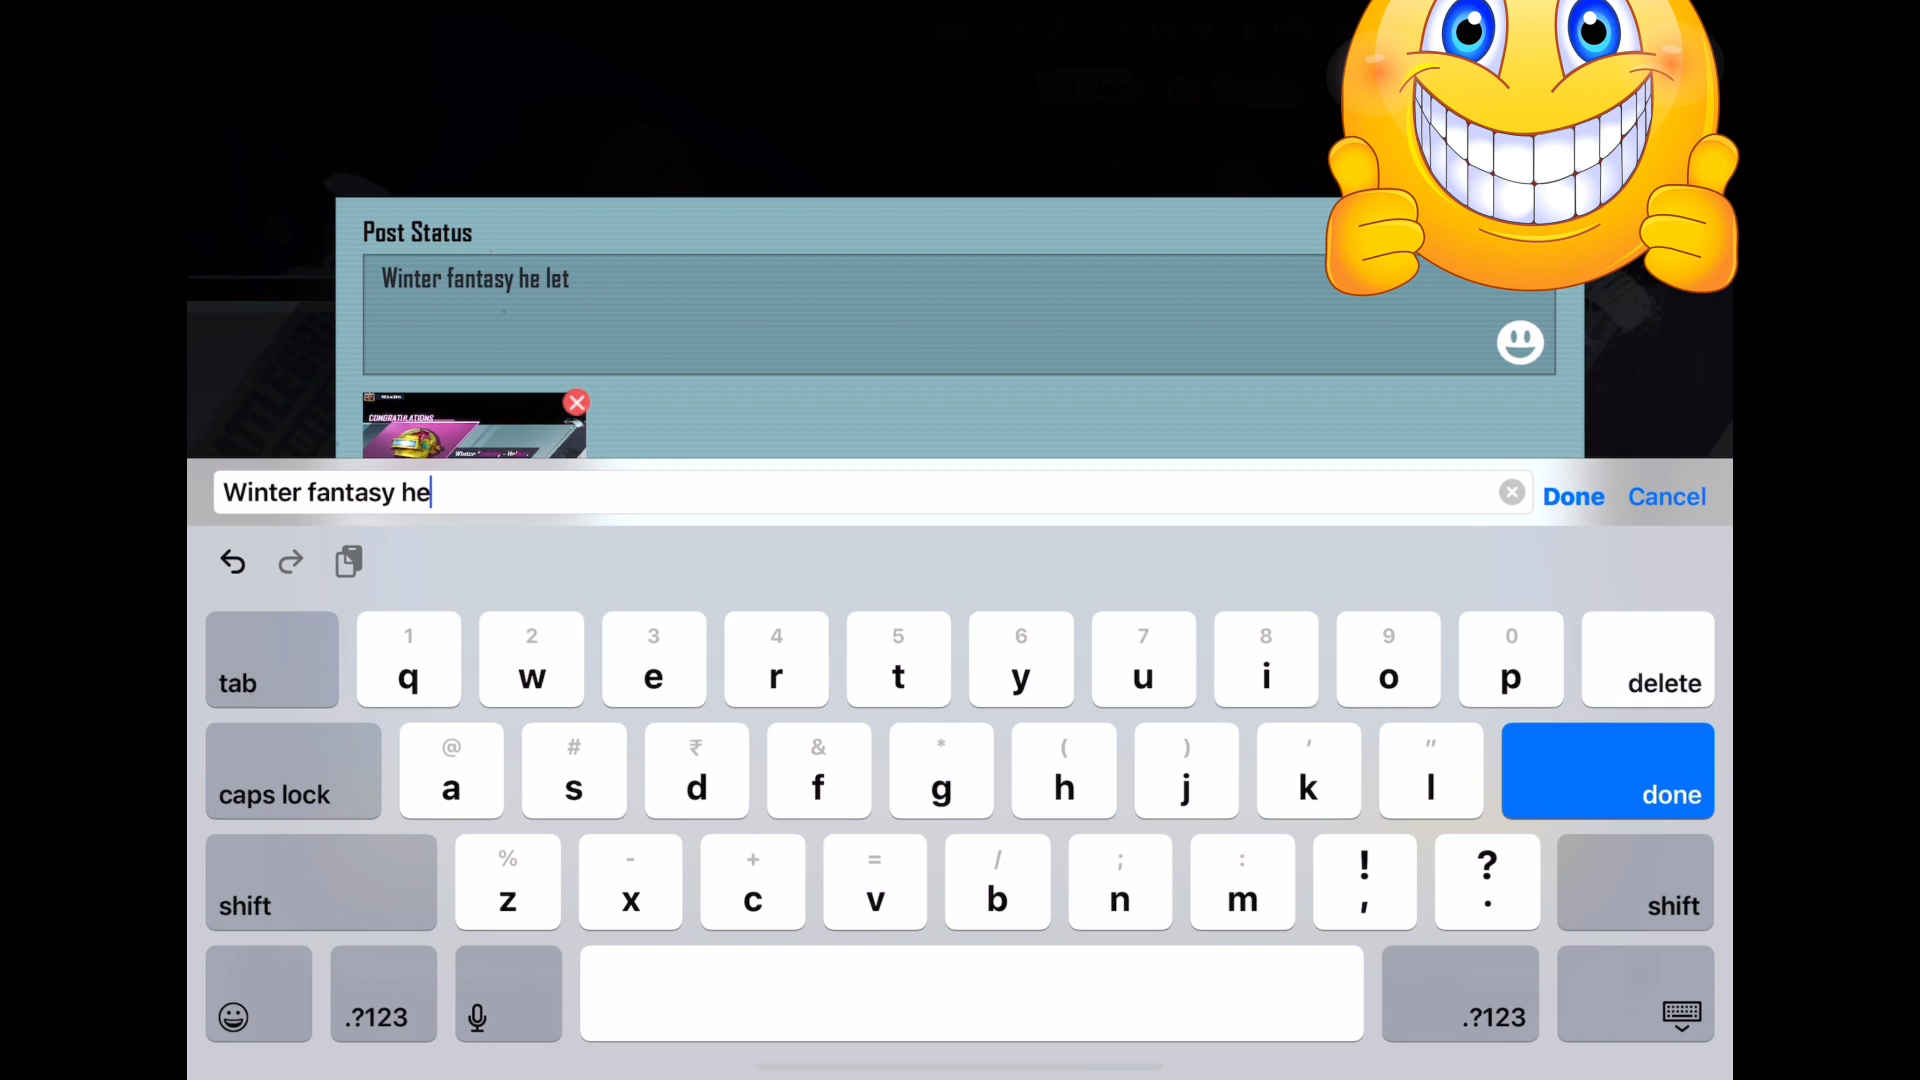 Post Status
Winter fantasy he let
CONGRATULATIONS
Winter fantasy he
Done Cancel
tab 1 q 2 w 3 e 4 r 5 t 6 y 7 u 8 i 9 o 0 p delete
caps lock @ a # s ₹ d & f * g ( h ) j ' k " l done
shift % z - x + c = v / b ; n : m ! , ? . shift
.?123 .?123